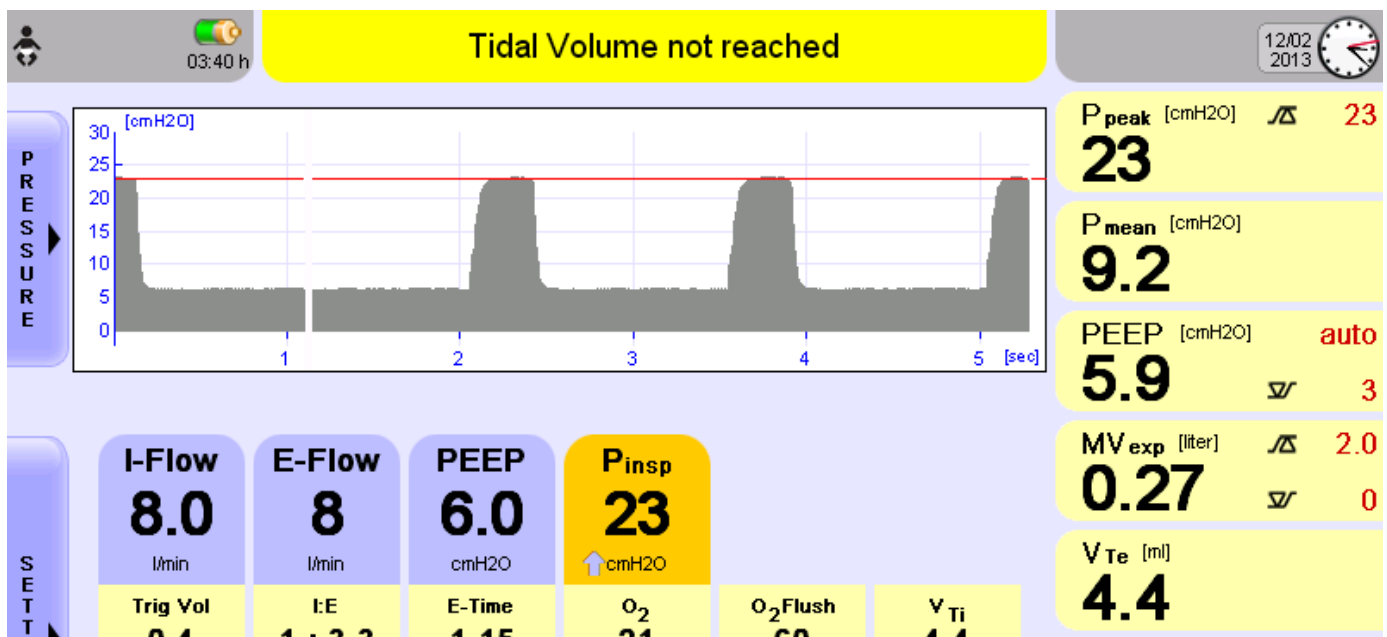 Tidal Volume not reached
03:40 h
12/02
2013
PRESSURE
[cmH2O]
30
25
20
15
10
5
0
1 2 3 4 5 [sec]
P peak [cmH2O] 23
23
P mean [cmH2O]
9.2
PEEP [cmH2O] auto
5.9 3
MV exp [liter] 2.0
0.27 0
V Te [ml]
4.4
I-Flow E-Flow PEEP Pinsp
8.0 8 6.0 23
l/min l/min cmH2O cmH2O
SETT
Trig Vol I:E E-Time O2 O2Flush V Ti